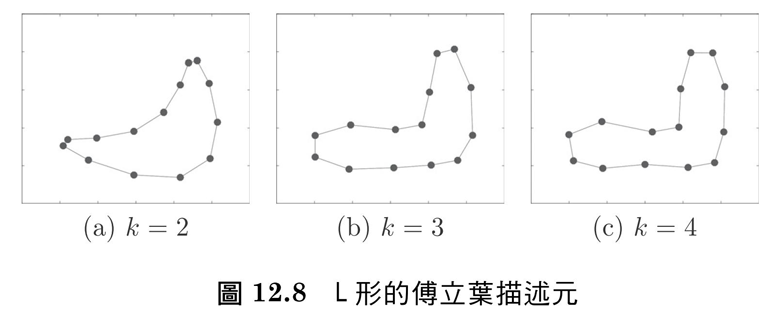 (a) k = 2
(b) k = 3
(c) k = 4
圖 12.8 L 形的傅立葉描述元